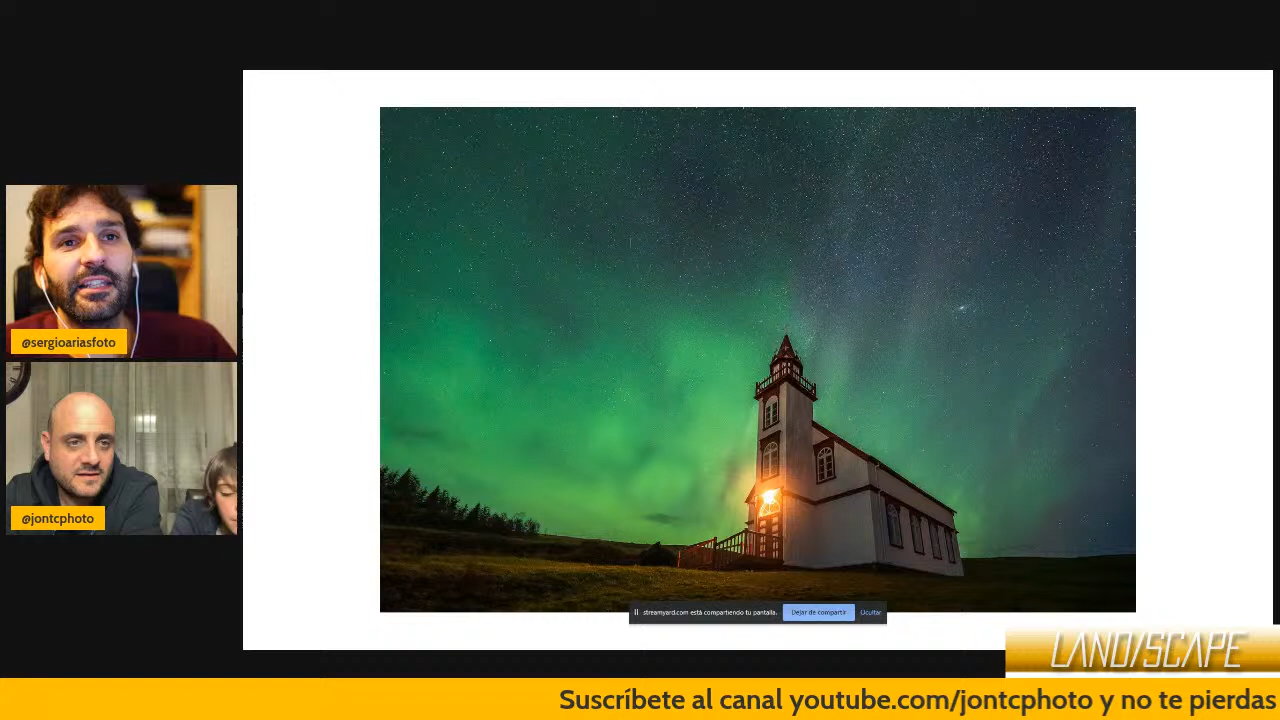 @sergioariasfoto
@jontcphoto
streamyard.com está compartiendo tu pantalla.
Dejar de compartir
Ocultar
LAND/SCAPE
Suscríbete al canal youtube.com/jontcphoto y no te pierdas